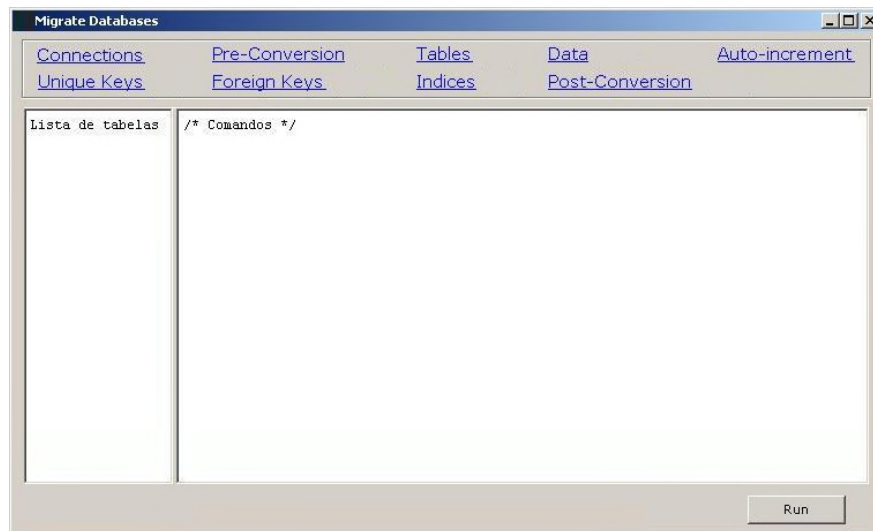 Migrate Databases
Connections Pre-Conversion Tables Data Auto-increment
Unique Keys Foreign Keys Indices Post-Conversion
Lista de tabelas
/* Comandos */
Run